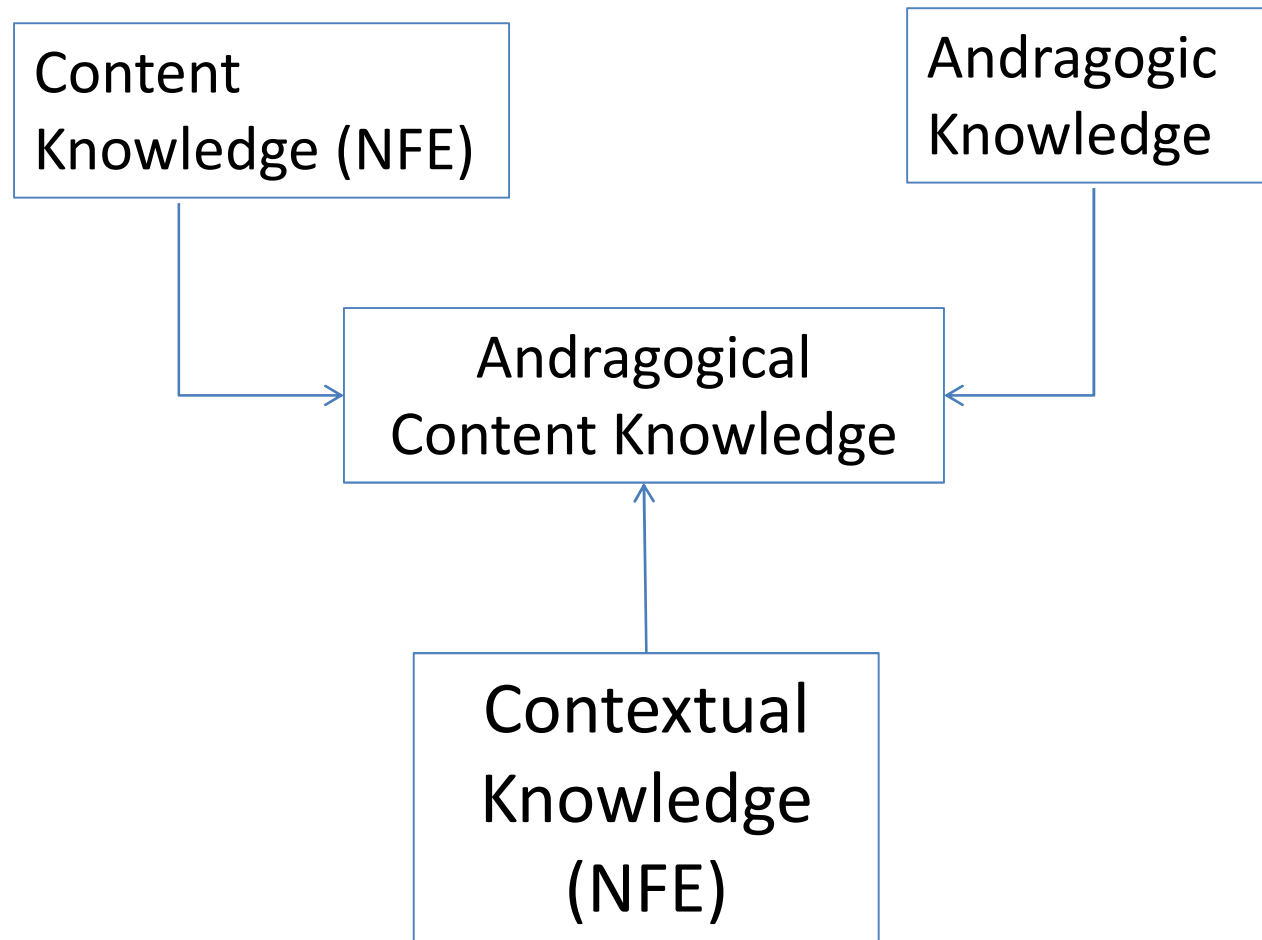 Content
Knowledge (NFE)
Andragogic
Knowledge
Andragogical
Content Knowledge
Contextual
Knowledge
(NFE)